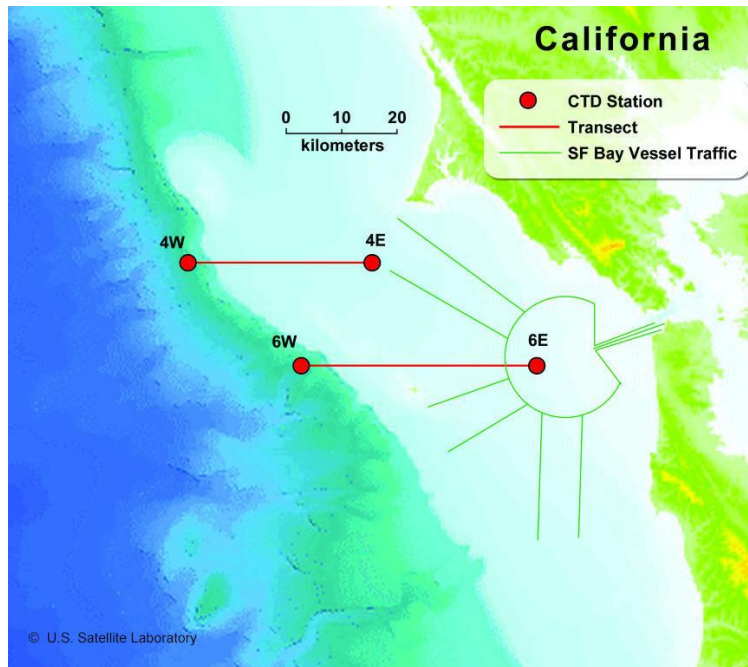 California
CTD Station
Transect
SF Bay Vessel Traffic
0 10 20
kilometers
4W
4E
6W
6E
© U.S. Satellite Laboratory